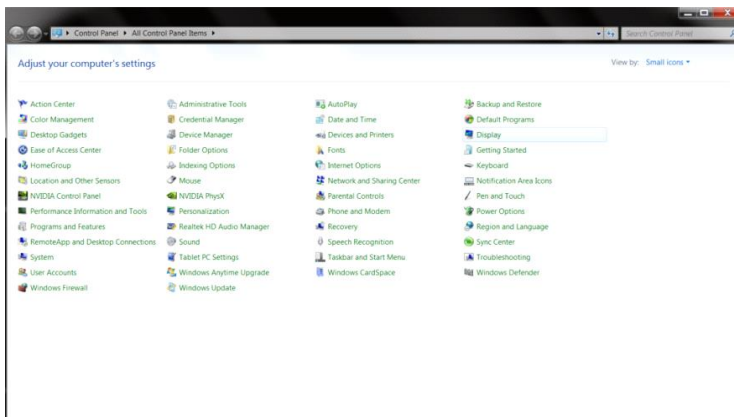 Control Panel ▸ All Control Panel Items ▸ Search Control Panel
Adjust your computer's settings View by: Small icons
Action Center Administrative Tools AutoPlay Backup and Restore
Color Management Credential Manager Date and Time Default Programs
Desktop Gadgets Device Manager Devices and Printers Display
Ease of Access Center Folder Options Fonts Getting Started
HomeGroup Indexing Options Internet Options Keyboard
Location and Other Sensors Mouse Network and Sharing Center Notification Area Icons
NVIDIA Control Panel NVIDIA PhysX Parental Controls Pen and Touch
Performance Information and Tools Personalization Phone and Modem Power Options
Programs and Features Realtek HD Audio Manager Recovery Region and Language
RemoteApp and Desktop Connections Sound Speech Recognition Sync Center
System Tablet PC Settings Taskbar and Start Menu Troubleshooting
User Accounts Windows Anytime Upgrade Windows CardSpace Windows Defender
Windows Firewall Windows Update